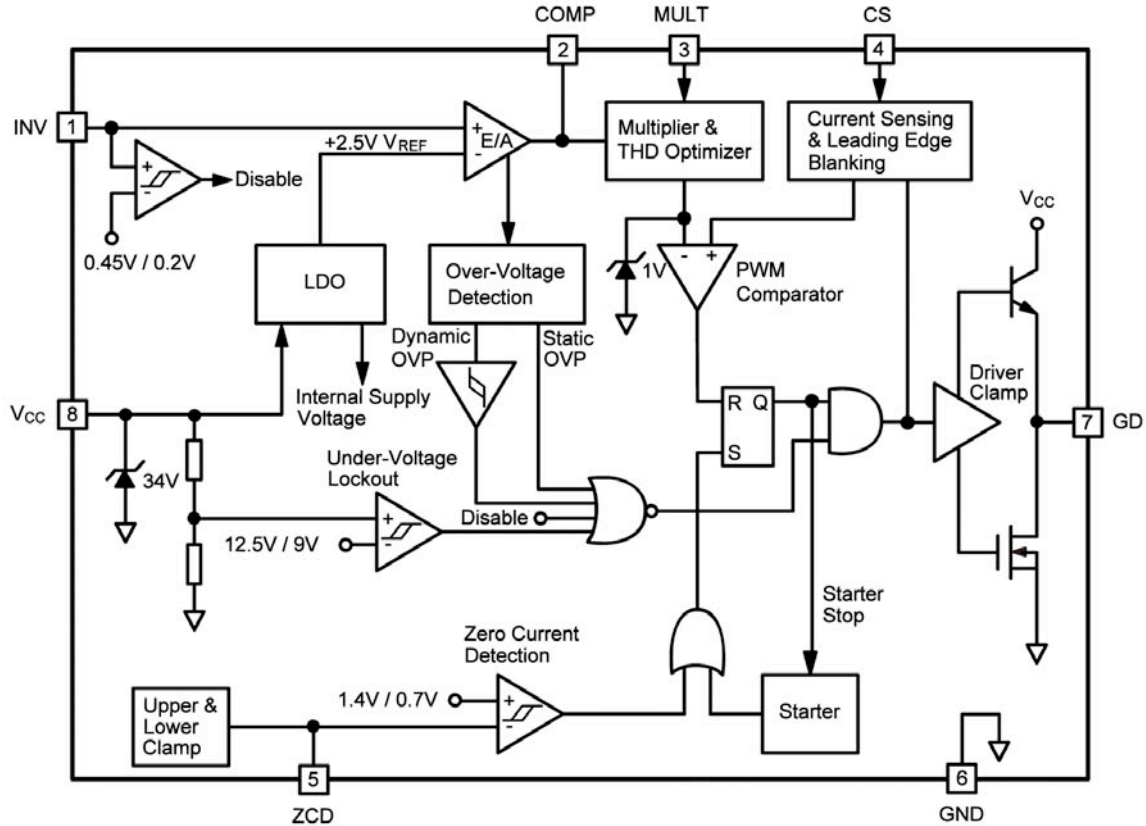 COMP
MULT
CS
2
3
4
INV
1
+2.5V VREF
+
E/A
-
Multiplier &
THD Optimizer
Current Sensing
& Leading Edge
Blanking
+
-
Disable
0.45V / 0.2V
VCC
LDO
Over-Voltage
Detection
1V
-
+
PWM
Comparator
Dynamic
OVP
Static
OVP
Internal Supply
Voltage
Driver
Clamp
VCC
8
R
Q
S
7
GD
34V
Under-Voltage
Lockout
+
-
12.5V / 9V
Disable
Starter
Stop
Zero Current
Detection
1.4V / 0.7V
+
-
Upper &
Lower
Clamp
Starter
5
6
ZCD
GND